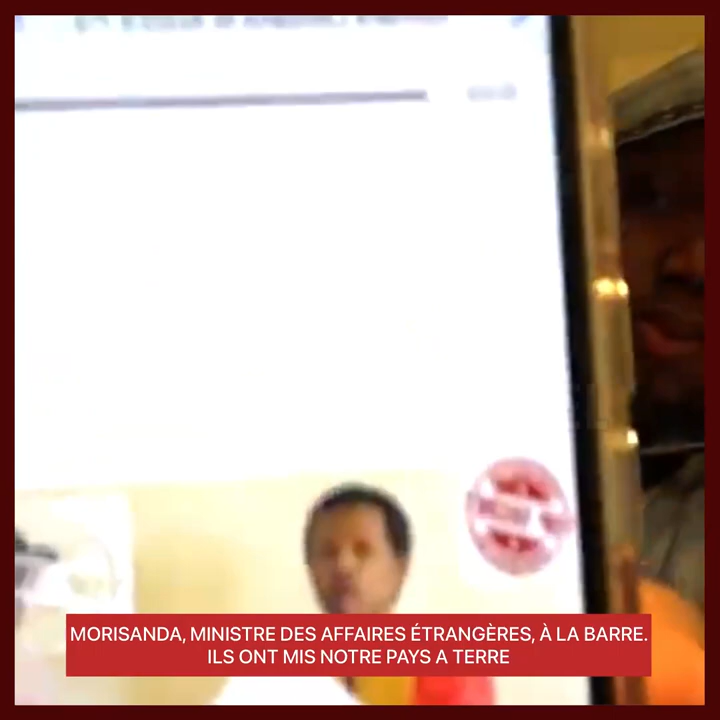 MORISANDA, MINISTRE DES AFFAIRES ÉTRANGÈRES, À LA BARRE.
ILS ONT MIS NOTRE PAYS A TERRE